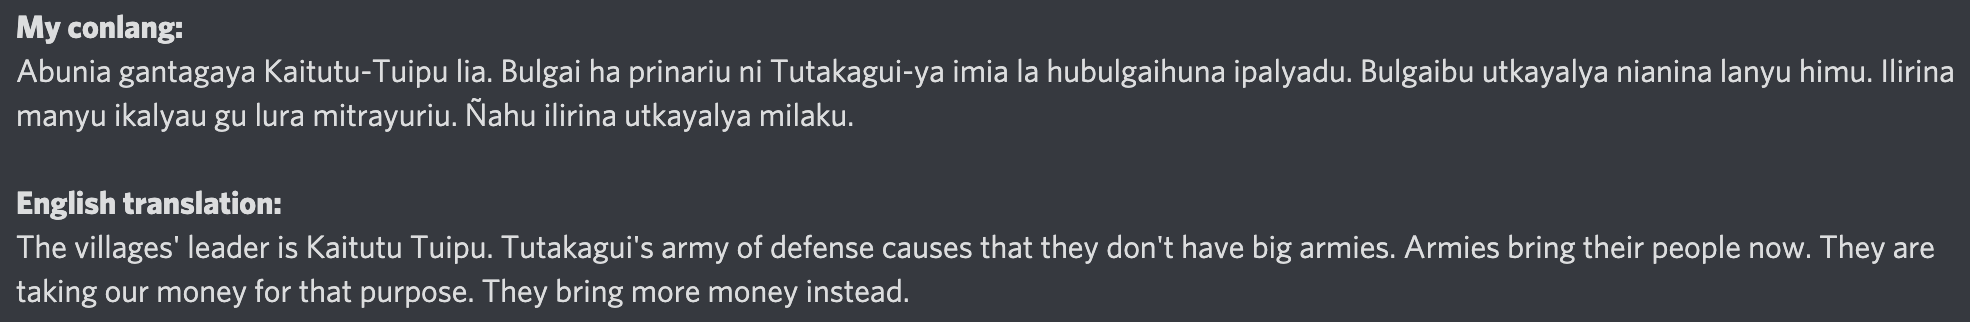 My conlang:
Abunia gantagaya Kaitutu-Tuipu lia. Bulgai ha prinariu ni Tutakagui-ya imia la hubulgaihuna ipalyadu. Bulgaibu utkayalya nianina lanyu himu. Ilirina
manyu ikalyau gu lura mitrayuriu. Ñahu ilirina utkayalya milaku.
English translation:
The villages' leader is Kaitutu Tuipu. Tutakagui's army of defense causes that they don't have big armies. Armies bring their people now. They are
taking our money for that purpose. They bring more money instead.